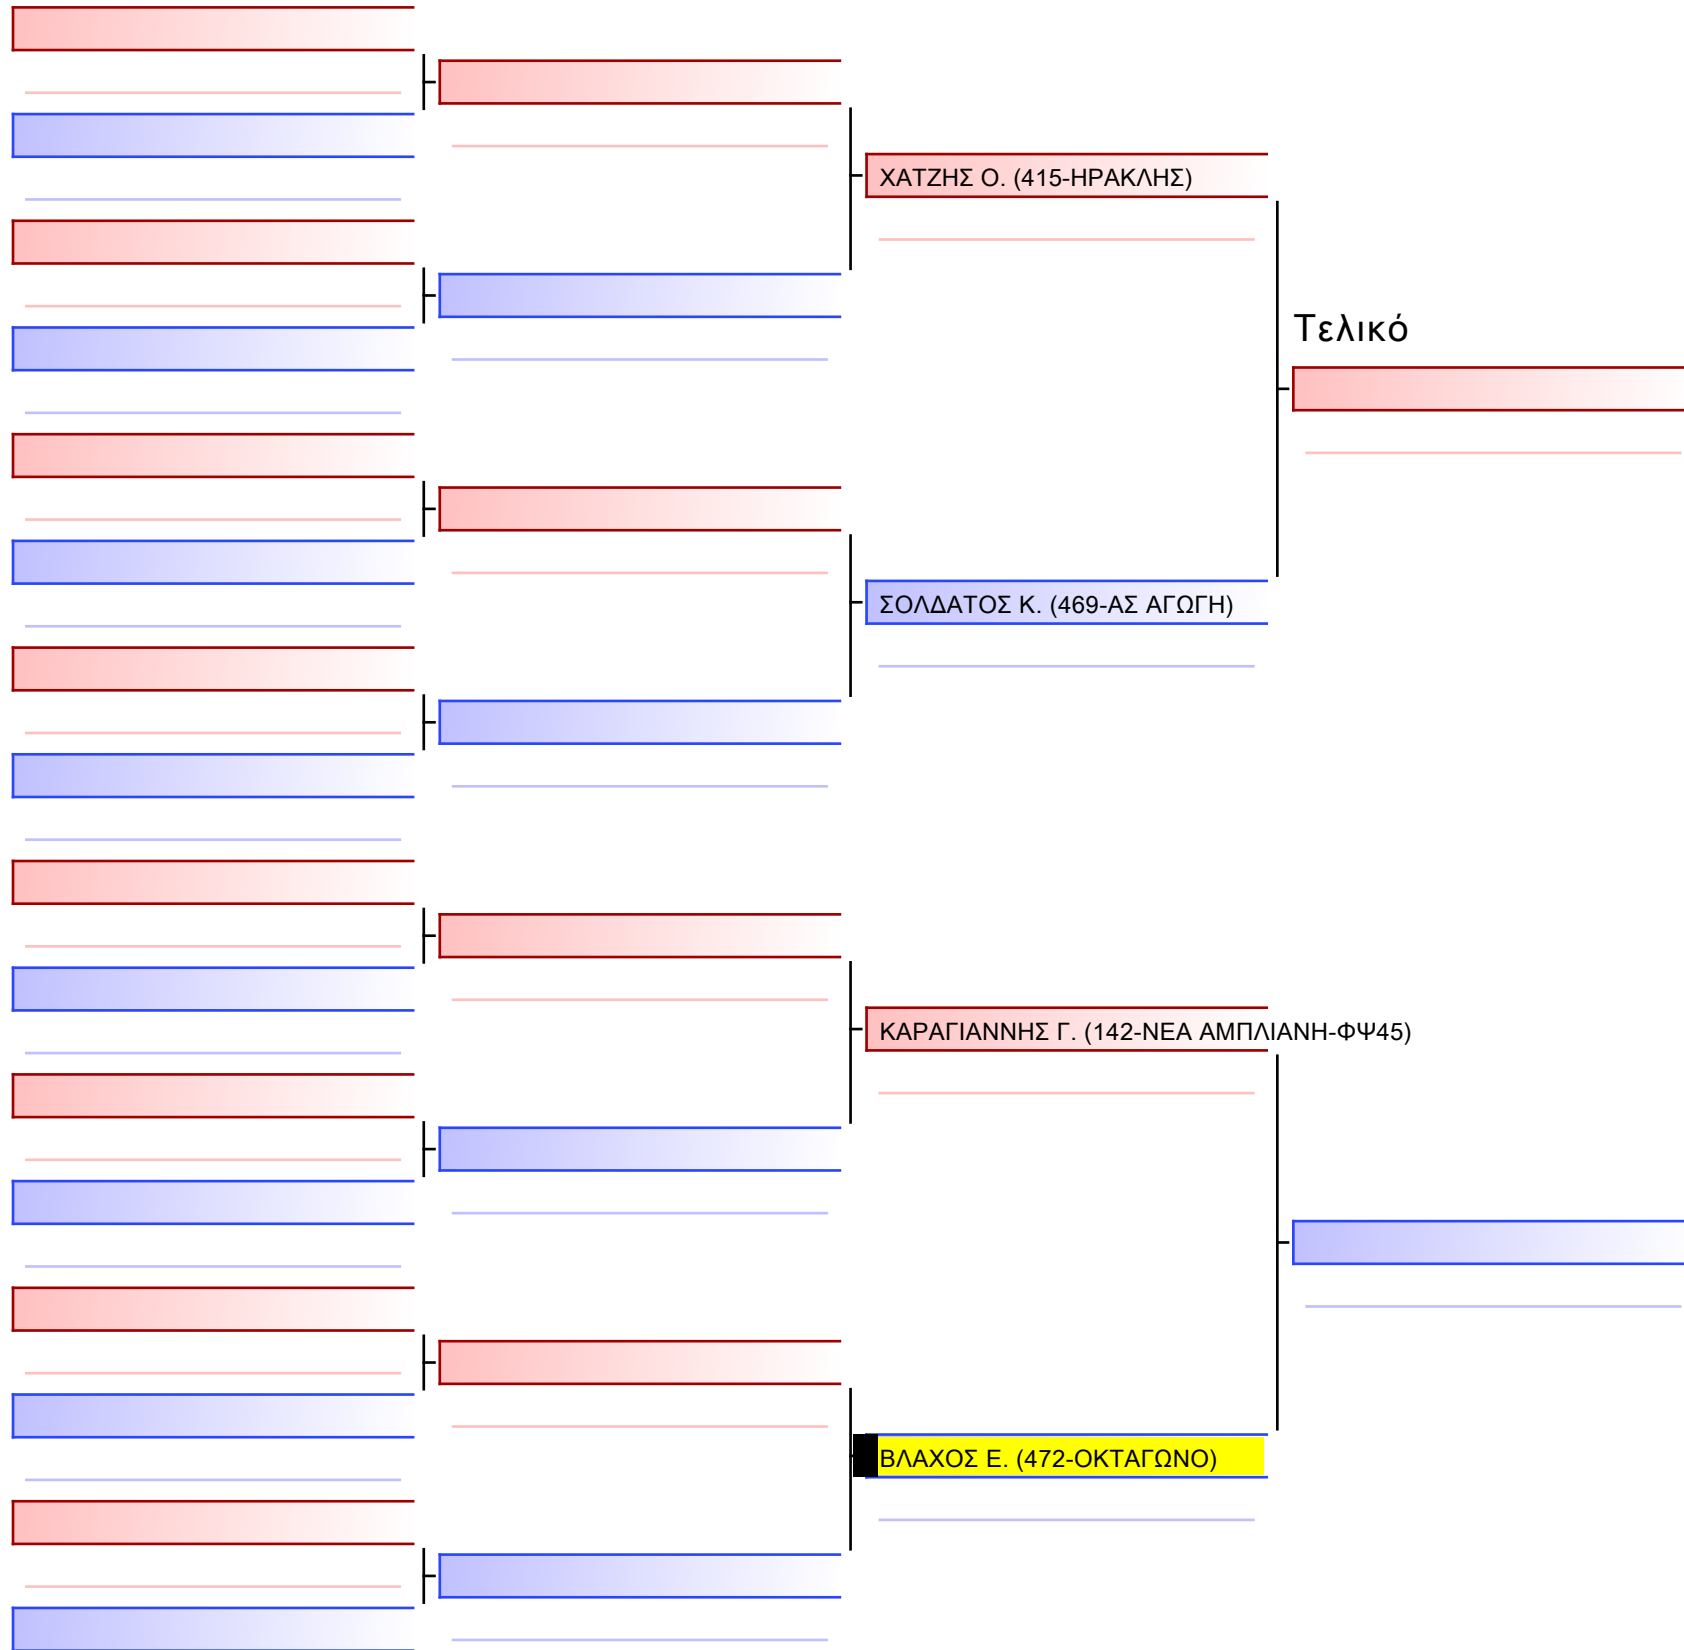 ΧΑΤΖΗΣ Ο. (415-ΗΡΑΚΛΗΣ)
Τελικό
ΣΟΛΔΑΤΟΣ Κ. (469-ΑΣ ΑΓΩΓΗ)
ΚΑΡΑΓΙΑΝΝΗΣ Γ. (142-ΝΕΑ ΑΜΠΛΙΑΝΗ-ΦΨ45)
ΒΛΑΧΟΣ Ε. (472-ΟΚΤΑΓΩΝΟ)